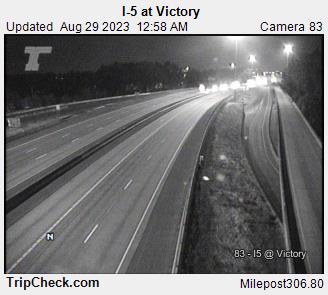 I-5 at Victory
Updated Aug 29 2023 12:58 AM Camera 83
T
N
83 - I5 @ Victory
TripCheck.com Milepost306.80